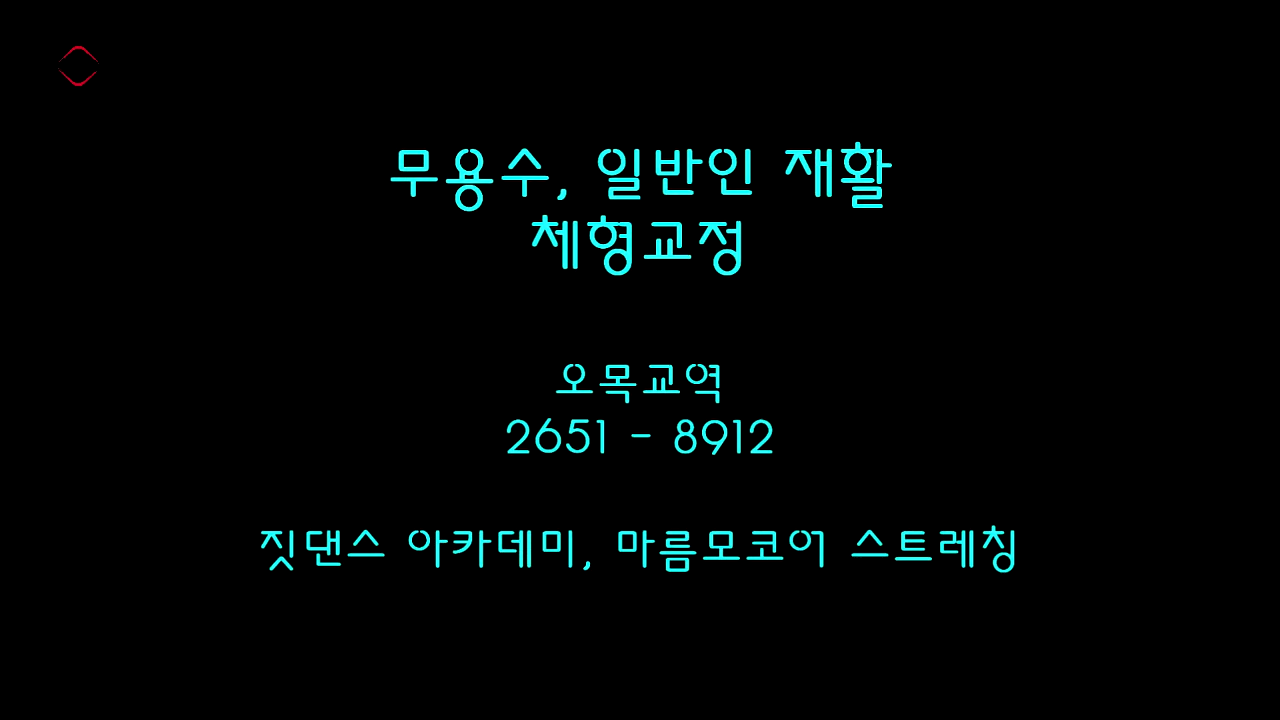 무용수, 일반인 재활
체형교정
오목교역
2651 - 8912
짓댄스 아카데미, 마름모코어 스트레칭